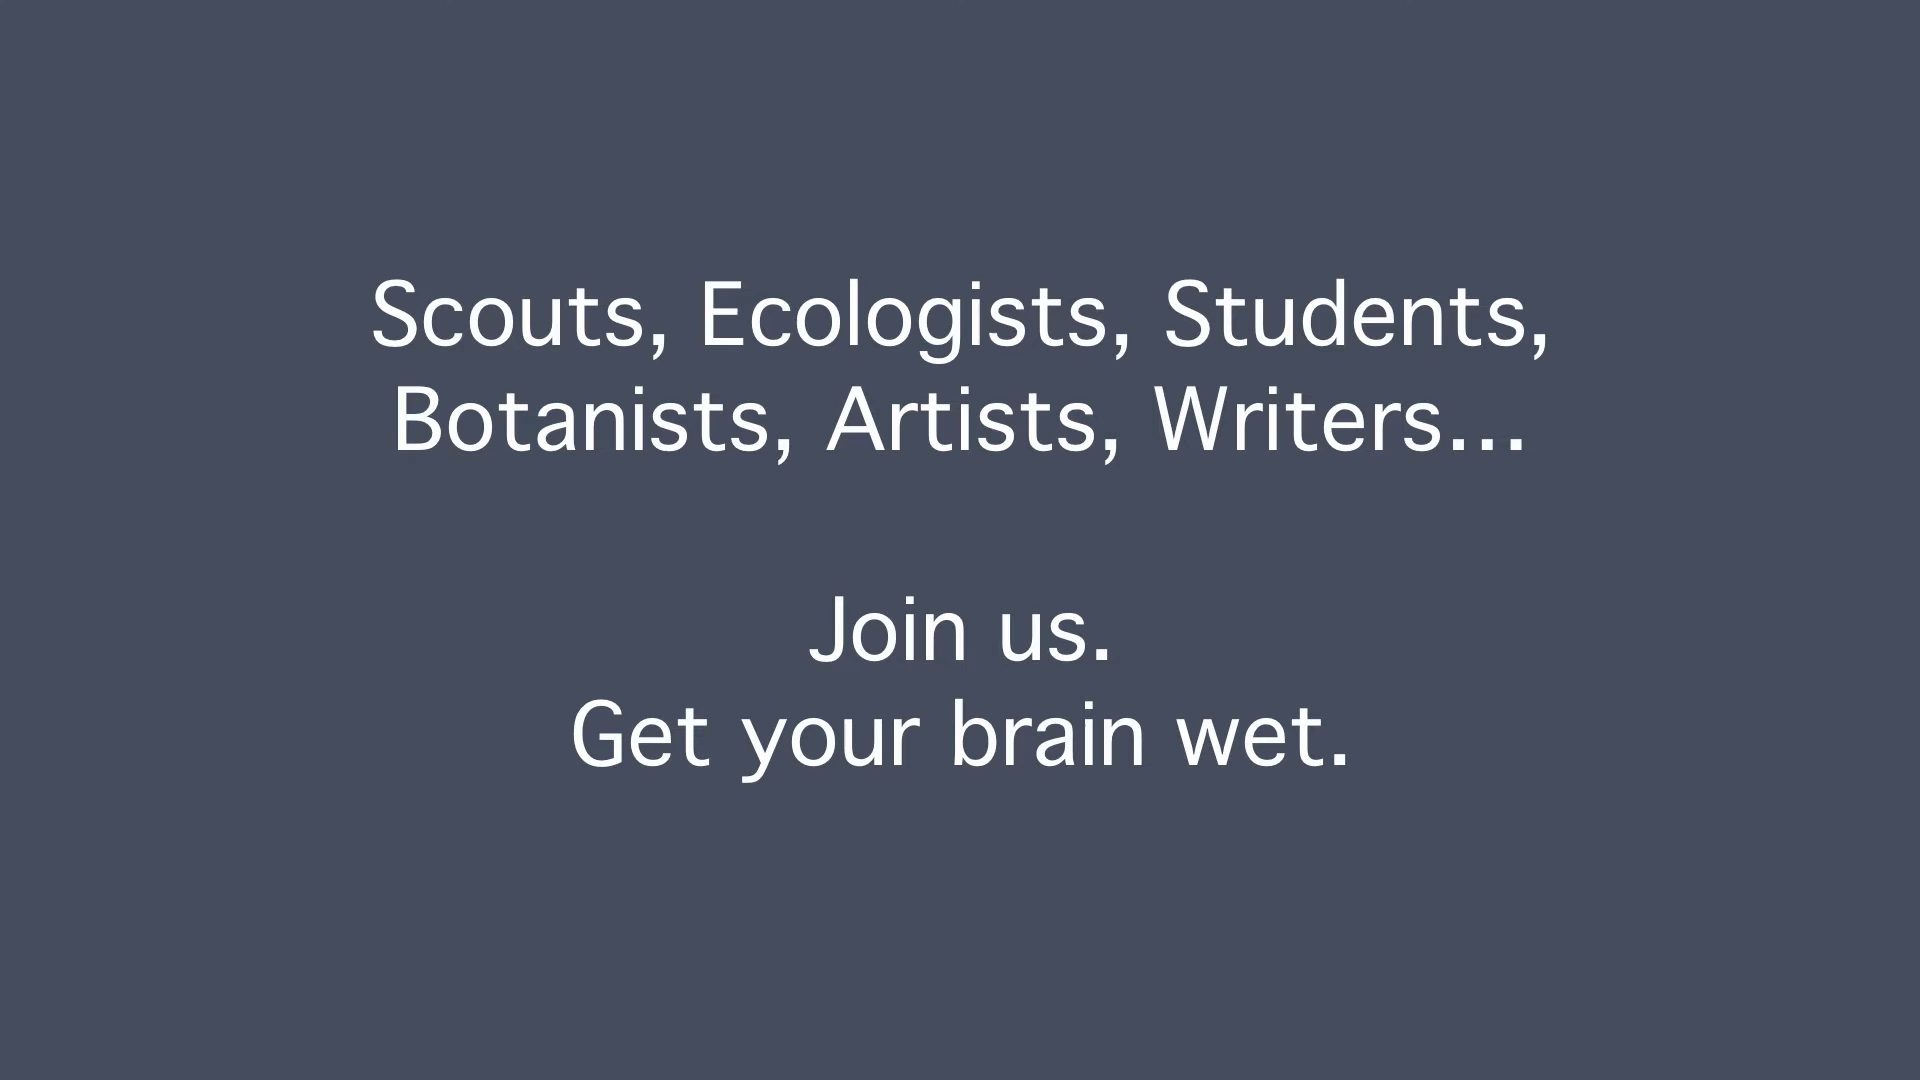 Scouts, Ecologists, Students,
Botanists, Artists, Writers...
Join us.
Get your brain wet.